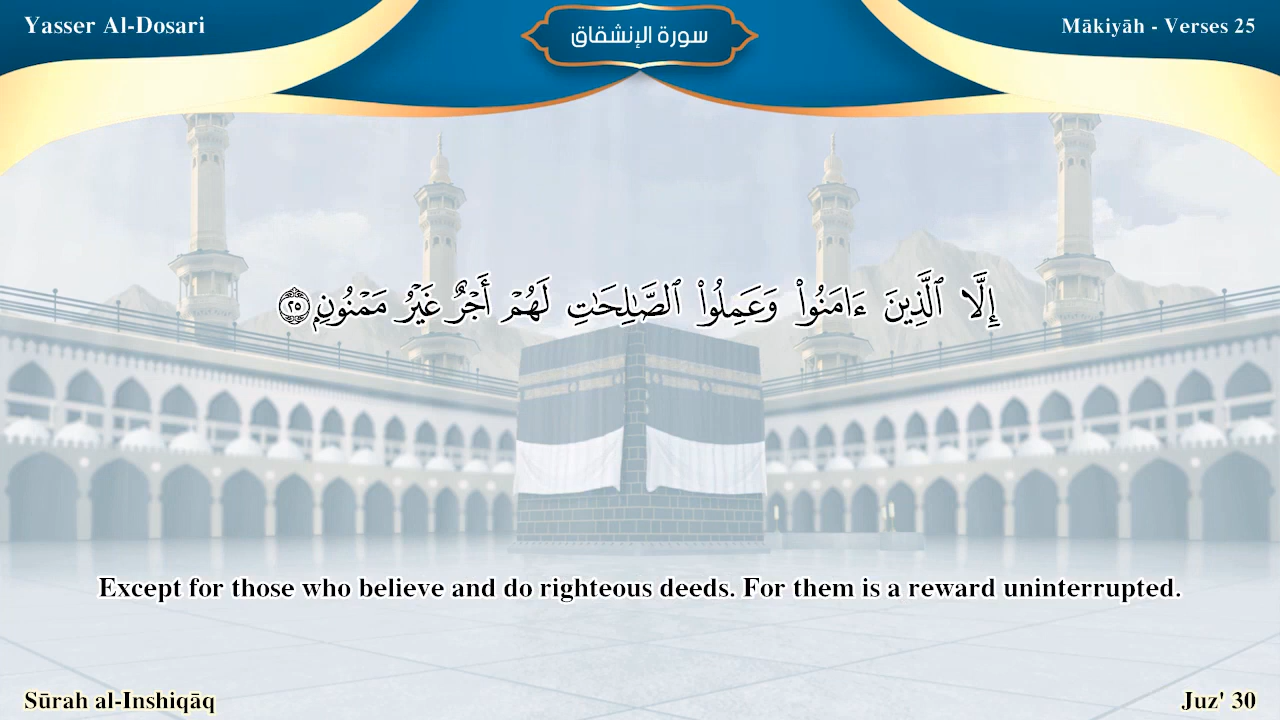 Yasser Al-Dosari
سورة الإنشقاق
Mākiyāh - Verses 25
إِلَّا ٱلَّذِينَ ءَامَنُوا۟ وَعَمِلُوا۟ ٱلصَّـٰلِحَـٰتِ لَهُمْ أَجْرٌ غَيْرُ مَمْنُونٍۭ ٢٥
Except for those who believe and do righteous deeds. For them is a reward uninterrupted.
Sūrah al-Inshiqāq
Juz' 30